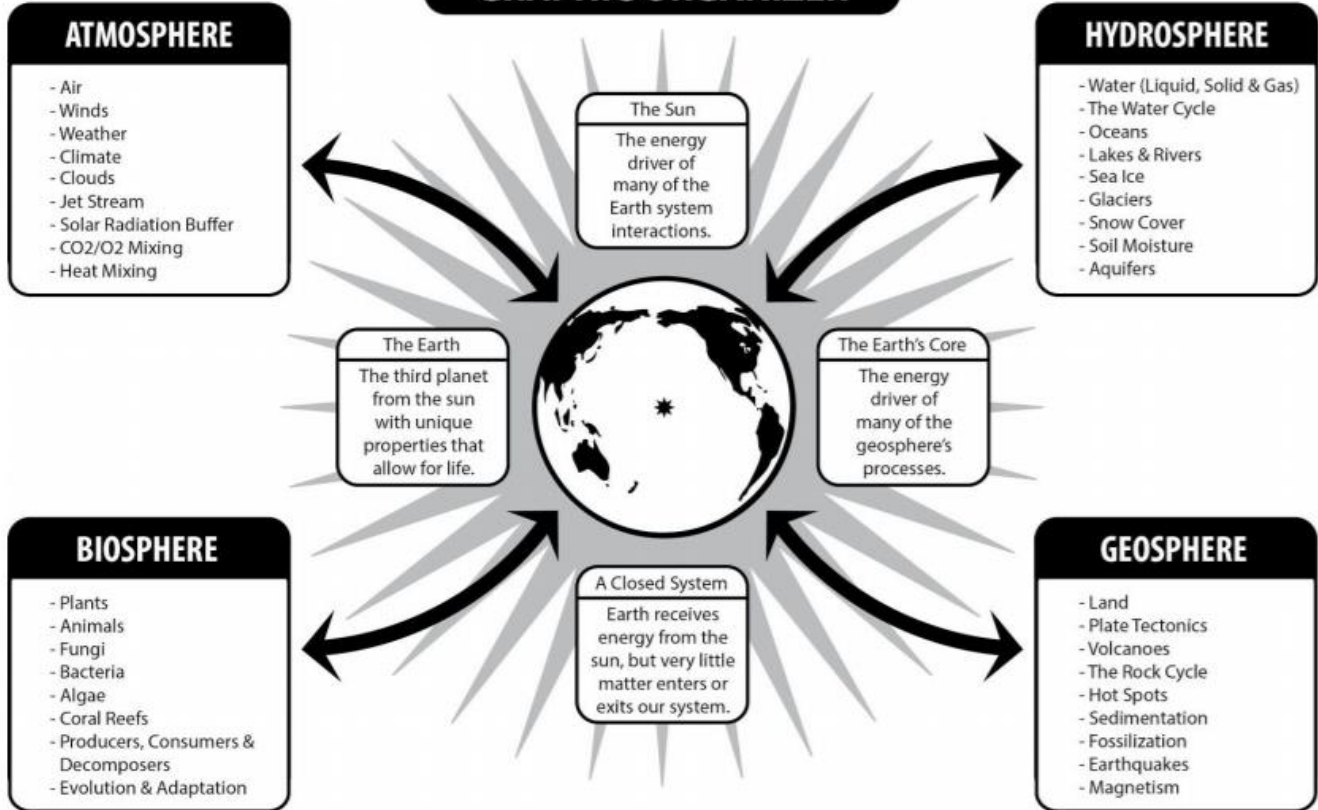 GRAPHIC ORGANIZER
ATMOSPHERE
- Air
- Winds
- Weather
- Climate
- Clouds
- Jet Stream
- Solar Radiation Buffer
- CO2/O2 Mixing
- Heat Mixing
HYDROSPHERE
- Water (Liquid, Solid & Gas)
- The Water Cycle
- Oceans
- Lakes & Rivers
- Sea Ice
- Glaciers
- Snow Cover
- Soil Moisture
- Aquifers
The Sun
The energy
driver of
many of the
Earth system
interactions.
The Earth
The third planet
from the sun
with unique
properties that
allow for life.
The Earth's Core
The energy
driver of
many of the
geosphere's
processes.
A Closed System
Earth receives
energy from the
sun, but very little
matter enters or
exits our system.
BIOSPHERE
- Plants
- Animals
- Fungi
- Bacteria
- Algae
- Coral Reefs
- Producers, Consumers &
Decomposers
- Evolution & Adaptation
GEOSPHERE
- Land
- Plate Tectonics
- Volcanoes
- The Rock Cycle
- Hot Spots
- Sedimentation
- Fossilization
- Earthquakes
- Magnetism